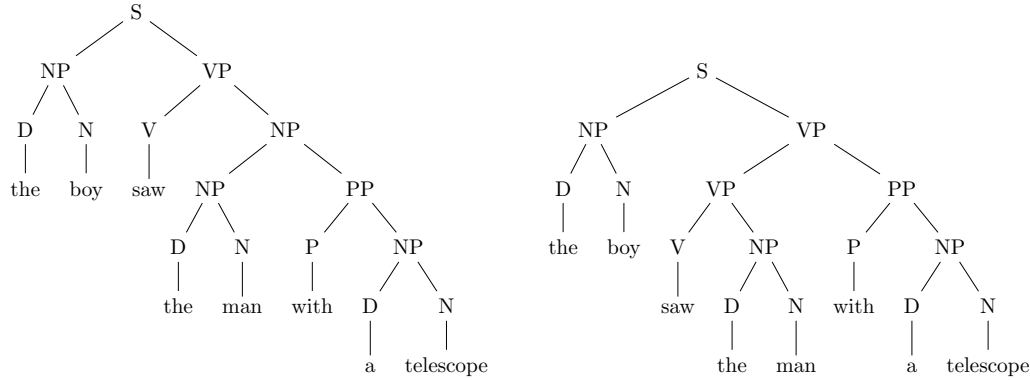 S
NP VP
D N V NP
the boy saw NP PP
D N P NP
the man with D N
a telescope
S
NP VP
D N VP PP
the boy V NP P NP
saw D N with D N
the man a telescope